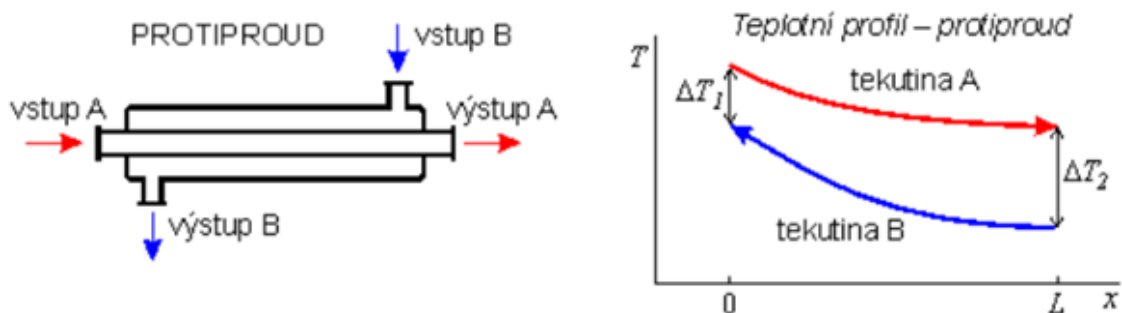 PROTIPROUD
vstup B
vstup A
výstup A
výstup B
Teplotní profil – protiproud
T
tekutina A
ΔT1
ΔT2
tekutina B
0
L
x